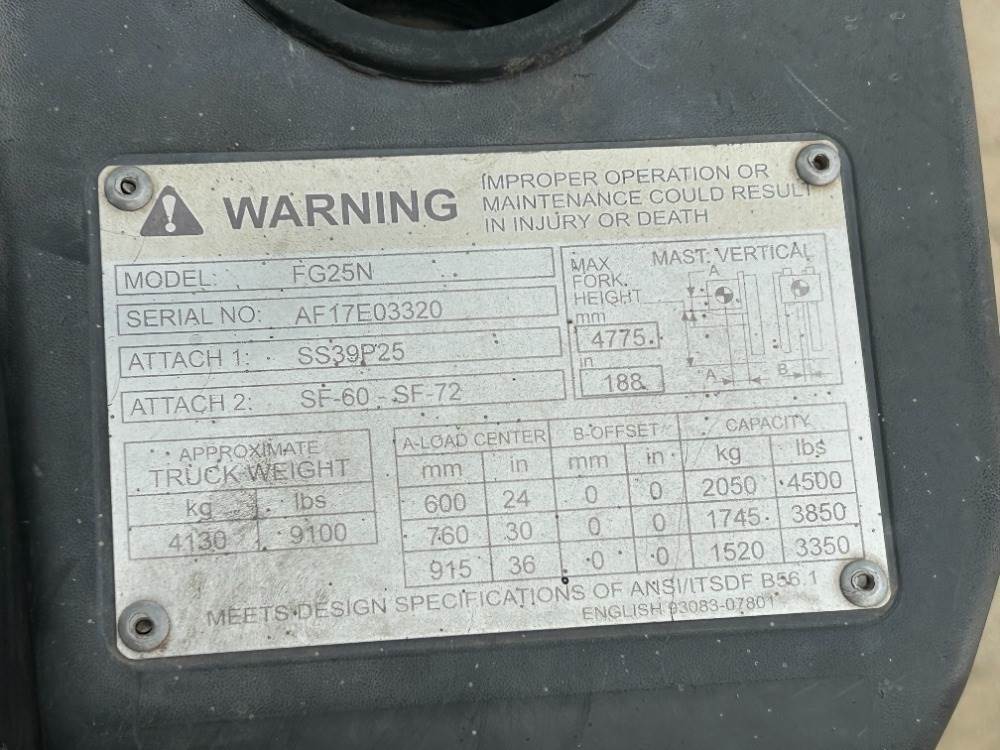 WARNING
IMPROPER OPERATION OR
MAINTENANCE COULD RESULT
IN INJURY OR DEATH
MODEL: FG25N
SERIAL NO: AF17E03320
ATTACH 1: SS39P25
ATTACH 2: SF-60 - SF-72
MAX
FORK
HEIGHT
mm
4775
in
188
MAST: VERTICAL
A
A
B
APPROXIMATE
TRUCK WEIGHT
kg lbs
4130 9100
A-LOAD CENTER B-OFFSET CAPACITY
mm in mm in kg lbs
600 24 0 0 2050 4500
760 30 0 0 1745 3850
915 36 0 0 1520 3350
MEETS DESIGN SPECIFICATIONS OF ANSI/ITSDF B56.1
ENGLISH 93083-07801